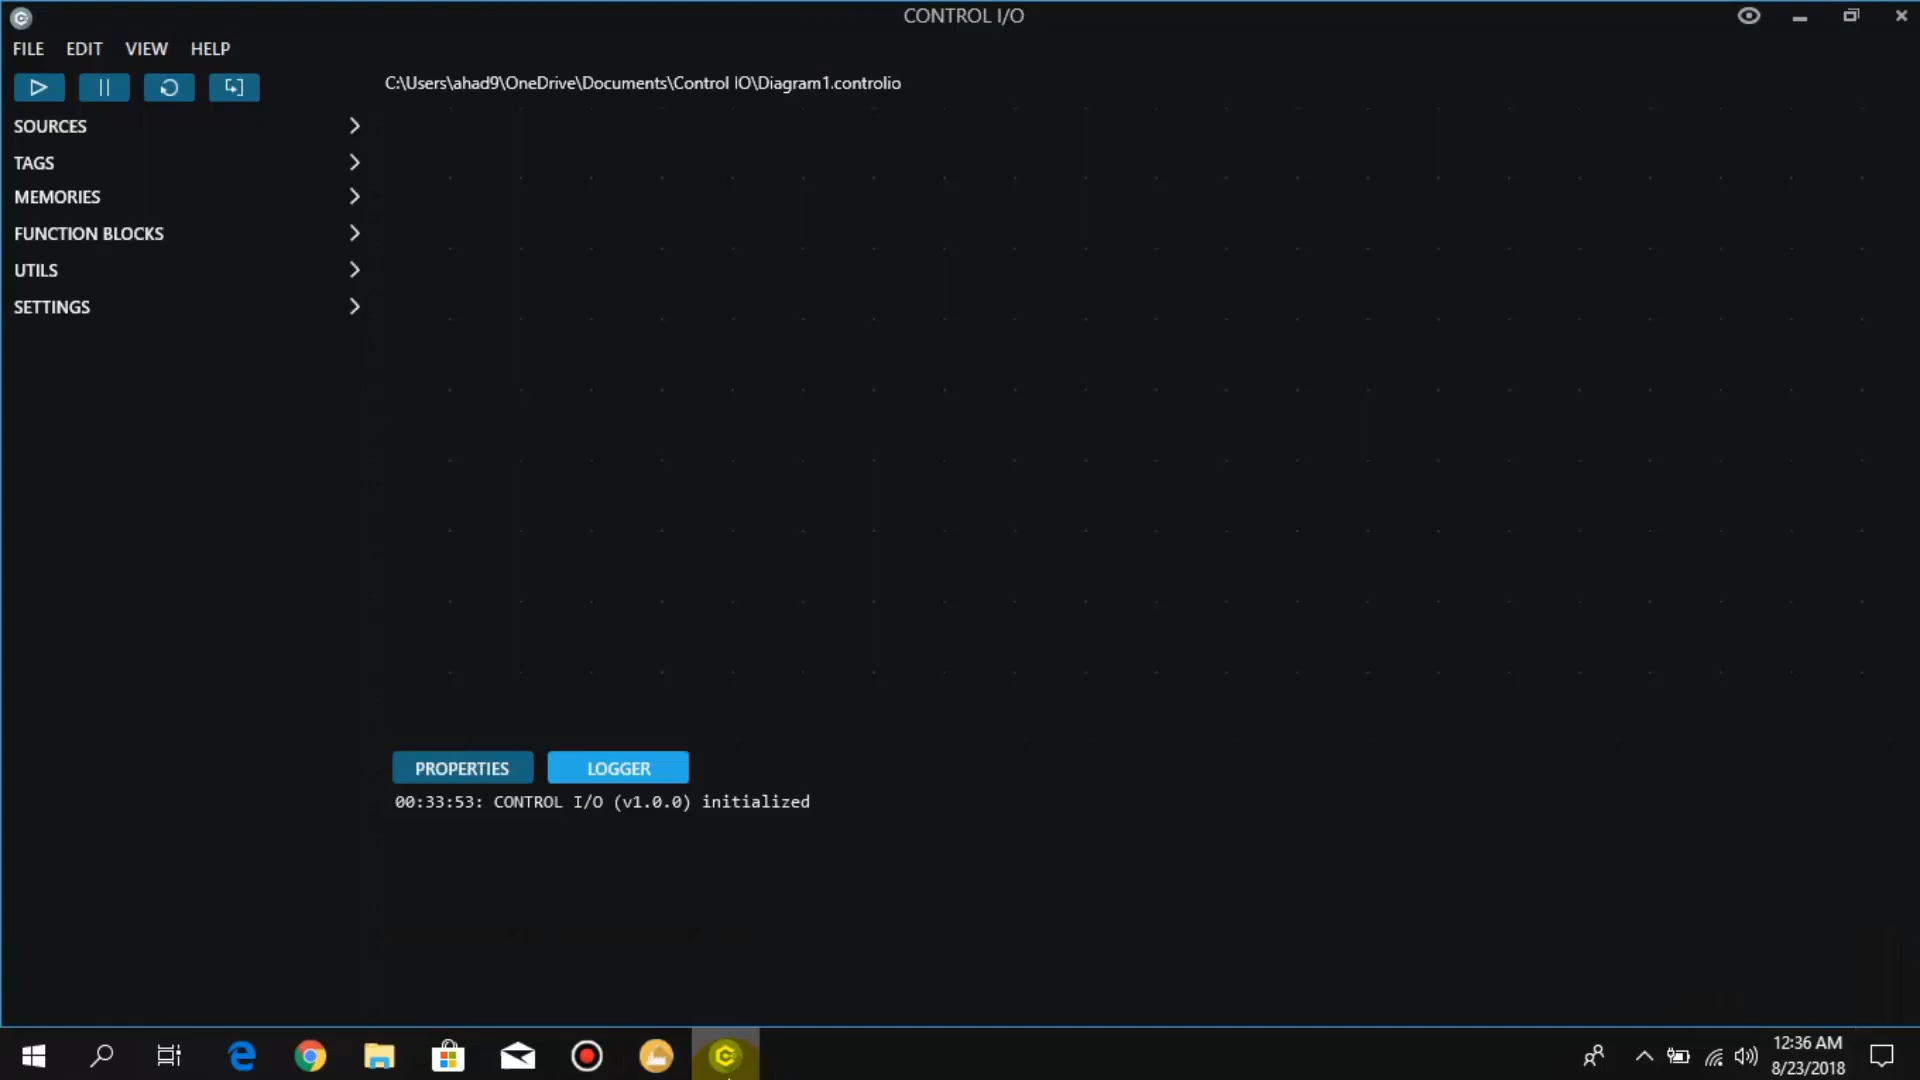 CONTROL I/O
FILE EDIT VIEW HELP
C:\Users\ahad9\OneDrive\Documents\Control IO\Diagram1.controlio
SOURCES
TAGS
MEMORIES
FUNCTION BLOCKS
UTILS
SETTINGS
PROPERTIES LOGGER
00:33:53: CONTROL I/O (v1.0.0) initialized
12:36 AM
8/23/2018